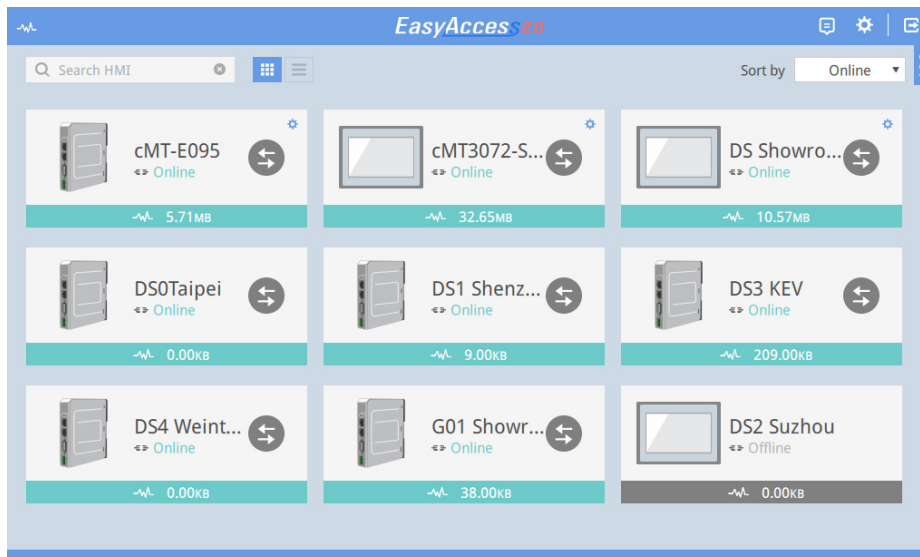 EasyAccess2.0
Search HMI
Sort by Online
cMT-E095
Online
5.71MB
cMT3072-S...
Online
32.65MB
DS Showro...
Online
10.57MB
DS0Taipei
Online
0.00KB
DS1 Shenz...
Online
9.00KB
DS3 KEV
Online
209.00KB
DS4 Weint...
Online
0.00KB
G01 Showr...
Online
38.00KB
DS2 Suzhou
Offline
0.00KB